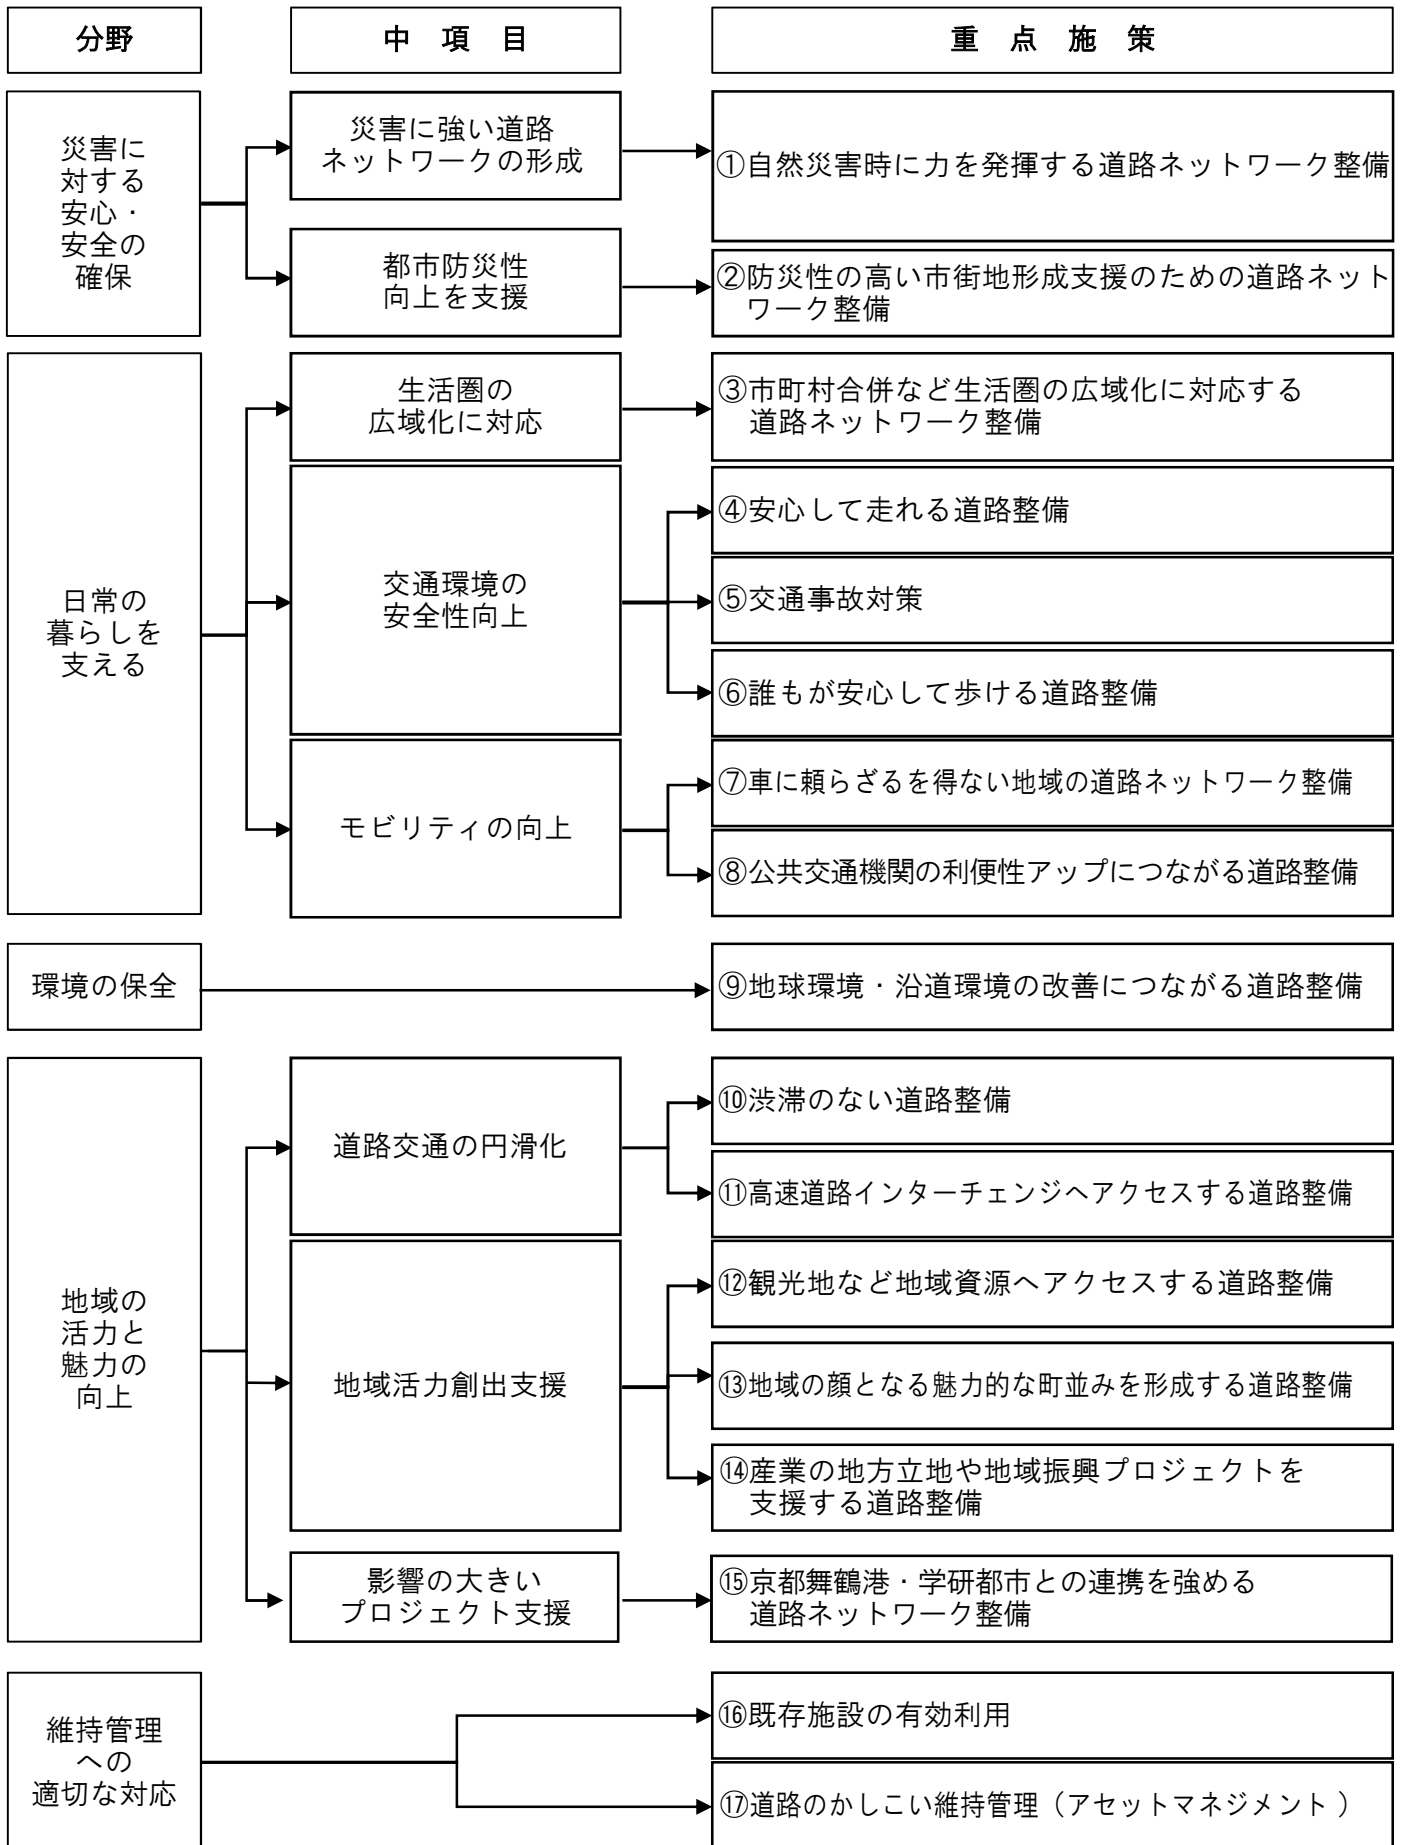 分野
中　項　目
重　点　施　策
災害に
対する
安心・
安全の
確保
災害に強い道路
ネットワークの形成
①自然災害時に力を発揮する道路ネットワーク整備
都市防災性
向上を支援
②防災性の高い市街地形成支援のための道路ネット
ワーク整備
日常の
暮らしを
支える
生活圏の
広域化に対応
③市町村合併など生活圏の広域化に対応する
道路ネットワーク整備
交通環境の
安全性向上
④安心して走れる道路整備
⑤交通事故対策
⑥誰もが安心して歩ける道路整備
モビリティの向上
⑦車に頼らざるを得ない地域の道路ネットワーク整備
⑧公共交通機関の利便性アップにつながる道路整備
環境の保全
⑨地球環境・沿道環境の改善につながる道路整備
地域の
活力と
魅力の
向上
道路交通の円滑化
⑩渋滞のない道路整備
⑪高速道路インターチェンジへアクセスする道路整備
地域活力創出支援
⑫観光地など地域資源へアクセスする道路整備
⑬地域の顔となる魅力的な町並みを形成する道路整備
⑭産業の地方立地や地域振興プロジェクトを
支援する道路整備
影響の大きい
プロジェクト支援
⑮京都舞鶴港・学研都市との連携を強める
道路ネットワーク整備
維持管理
への
適切な対応
⑯既存施設の有効利用
⑰道路のかしこい維持管理（アセットマネジメント ）